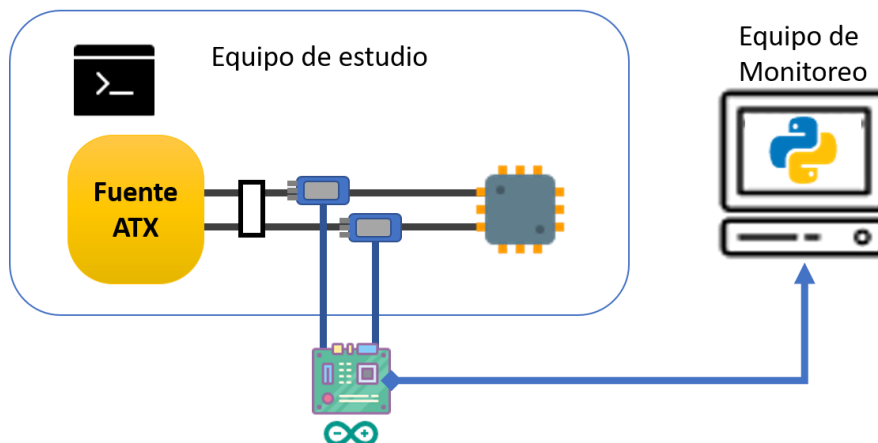 Equipo de estudio
Equipo de
Monitoreo
Fuente
ATX